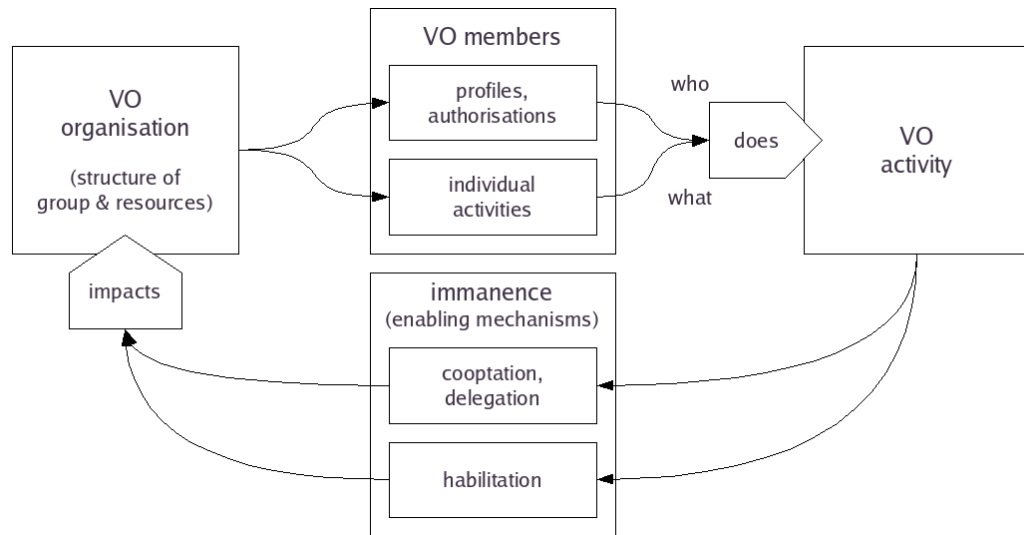 VO
organisation
(structure of
group & resources)
impacts
VO members
profiles,
authorisations
individual
activities
who
does
what
VO
activity
immanence
(enabling mechanisms)
cooptation,
delegation
habilitation